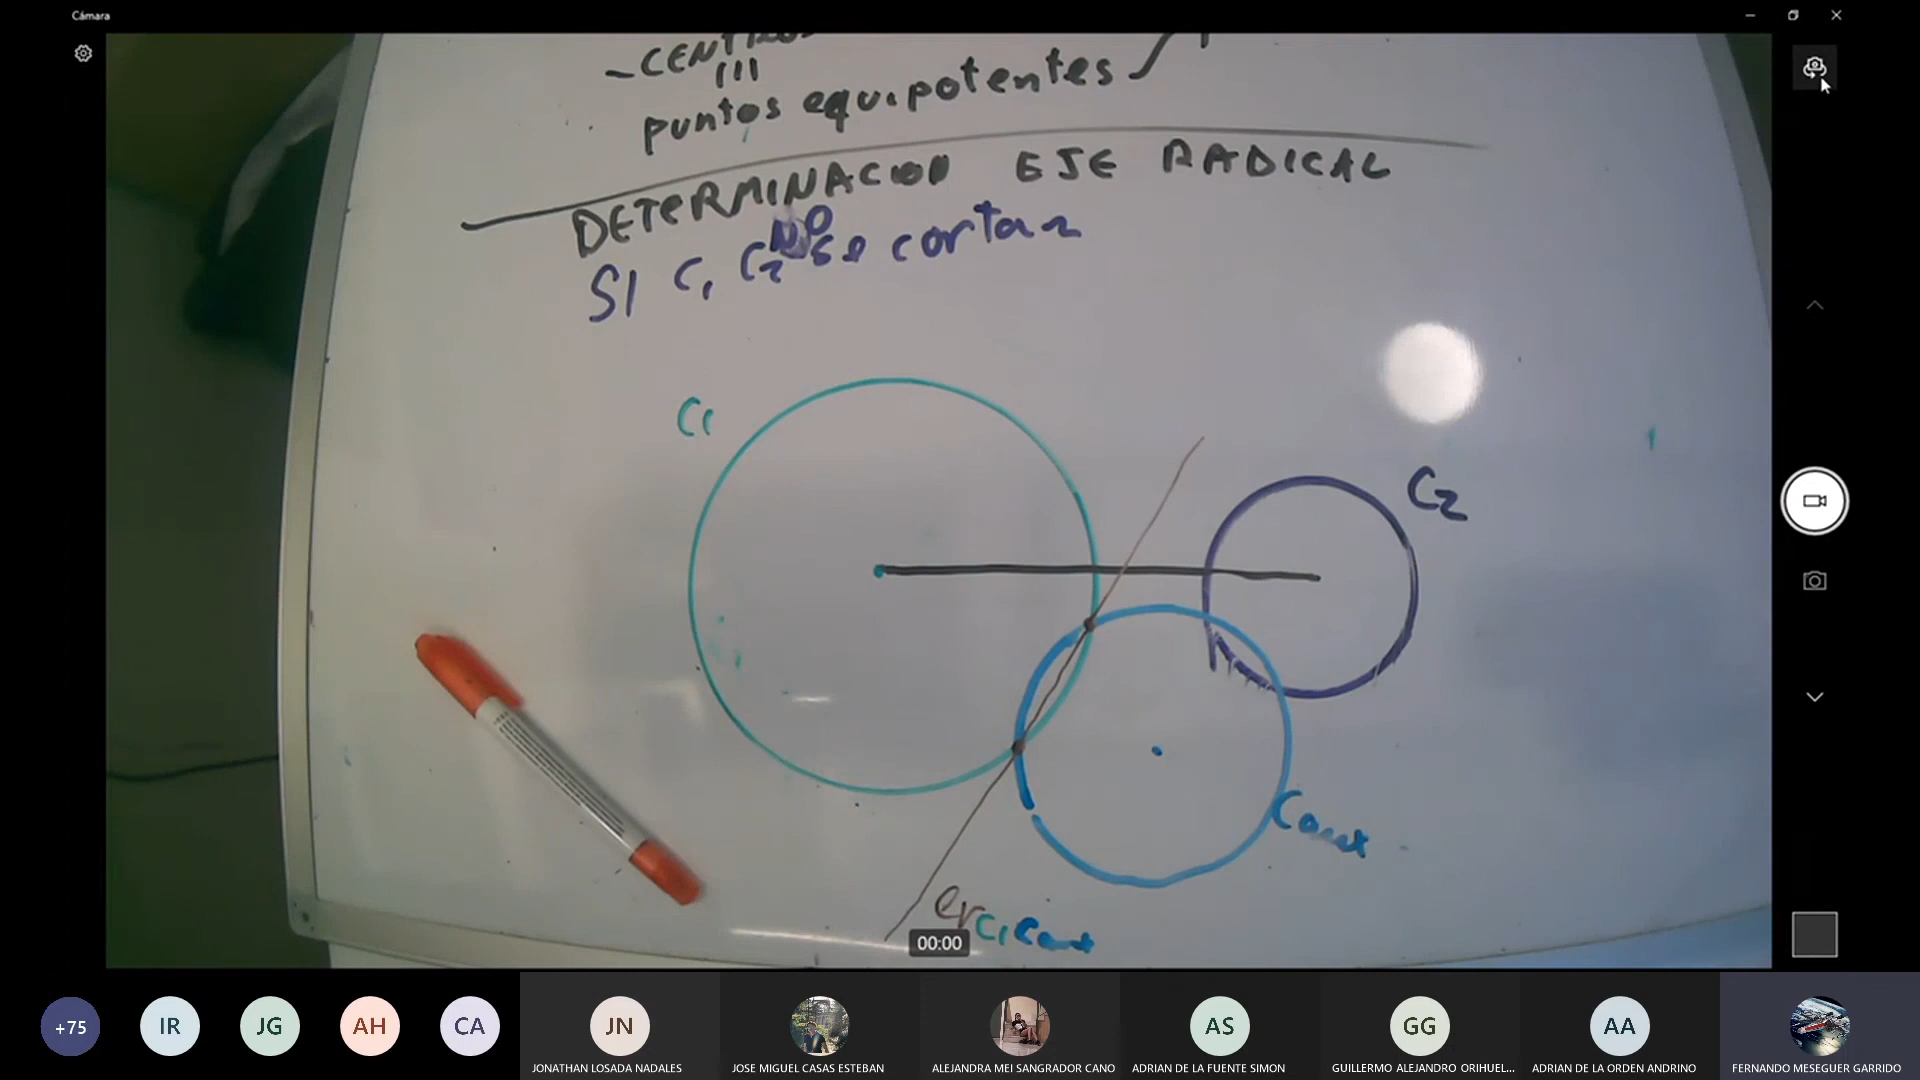 Cámara
puntos equipotentes
DETERMINACION EJE RADICAL
NO
SI C1 C2 se cortan
C1
C2
Caux
er C1 Caux
00:00
+75
IR
JG
AH
CA
JN
AS
GG
AA
JONATHAN LOSADA NADALES
JOSE MIGUEL CASAS ESTEBAN
ALEJANDRA MEI SANGRADOR CANO
ADRIAN DE LA FUENTE SIMON
GUILLERMO ALEJANDRO ORIHUEL...
ADRIAN DE LA ORDEN ANDRINO
FERNANDO MESEGUER GARRIDO